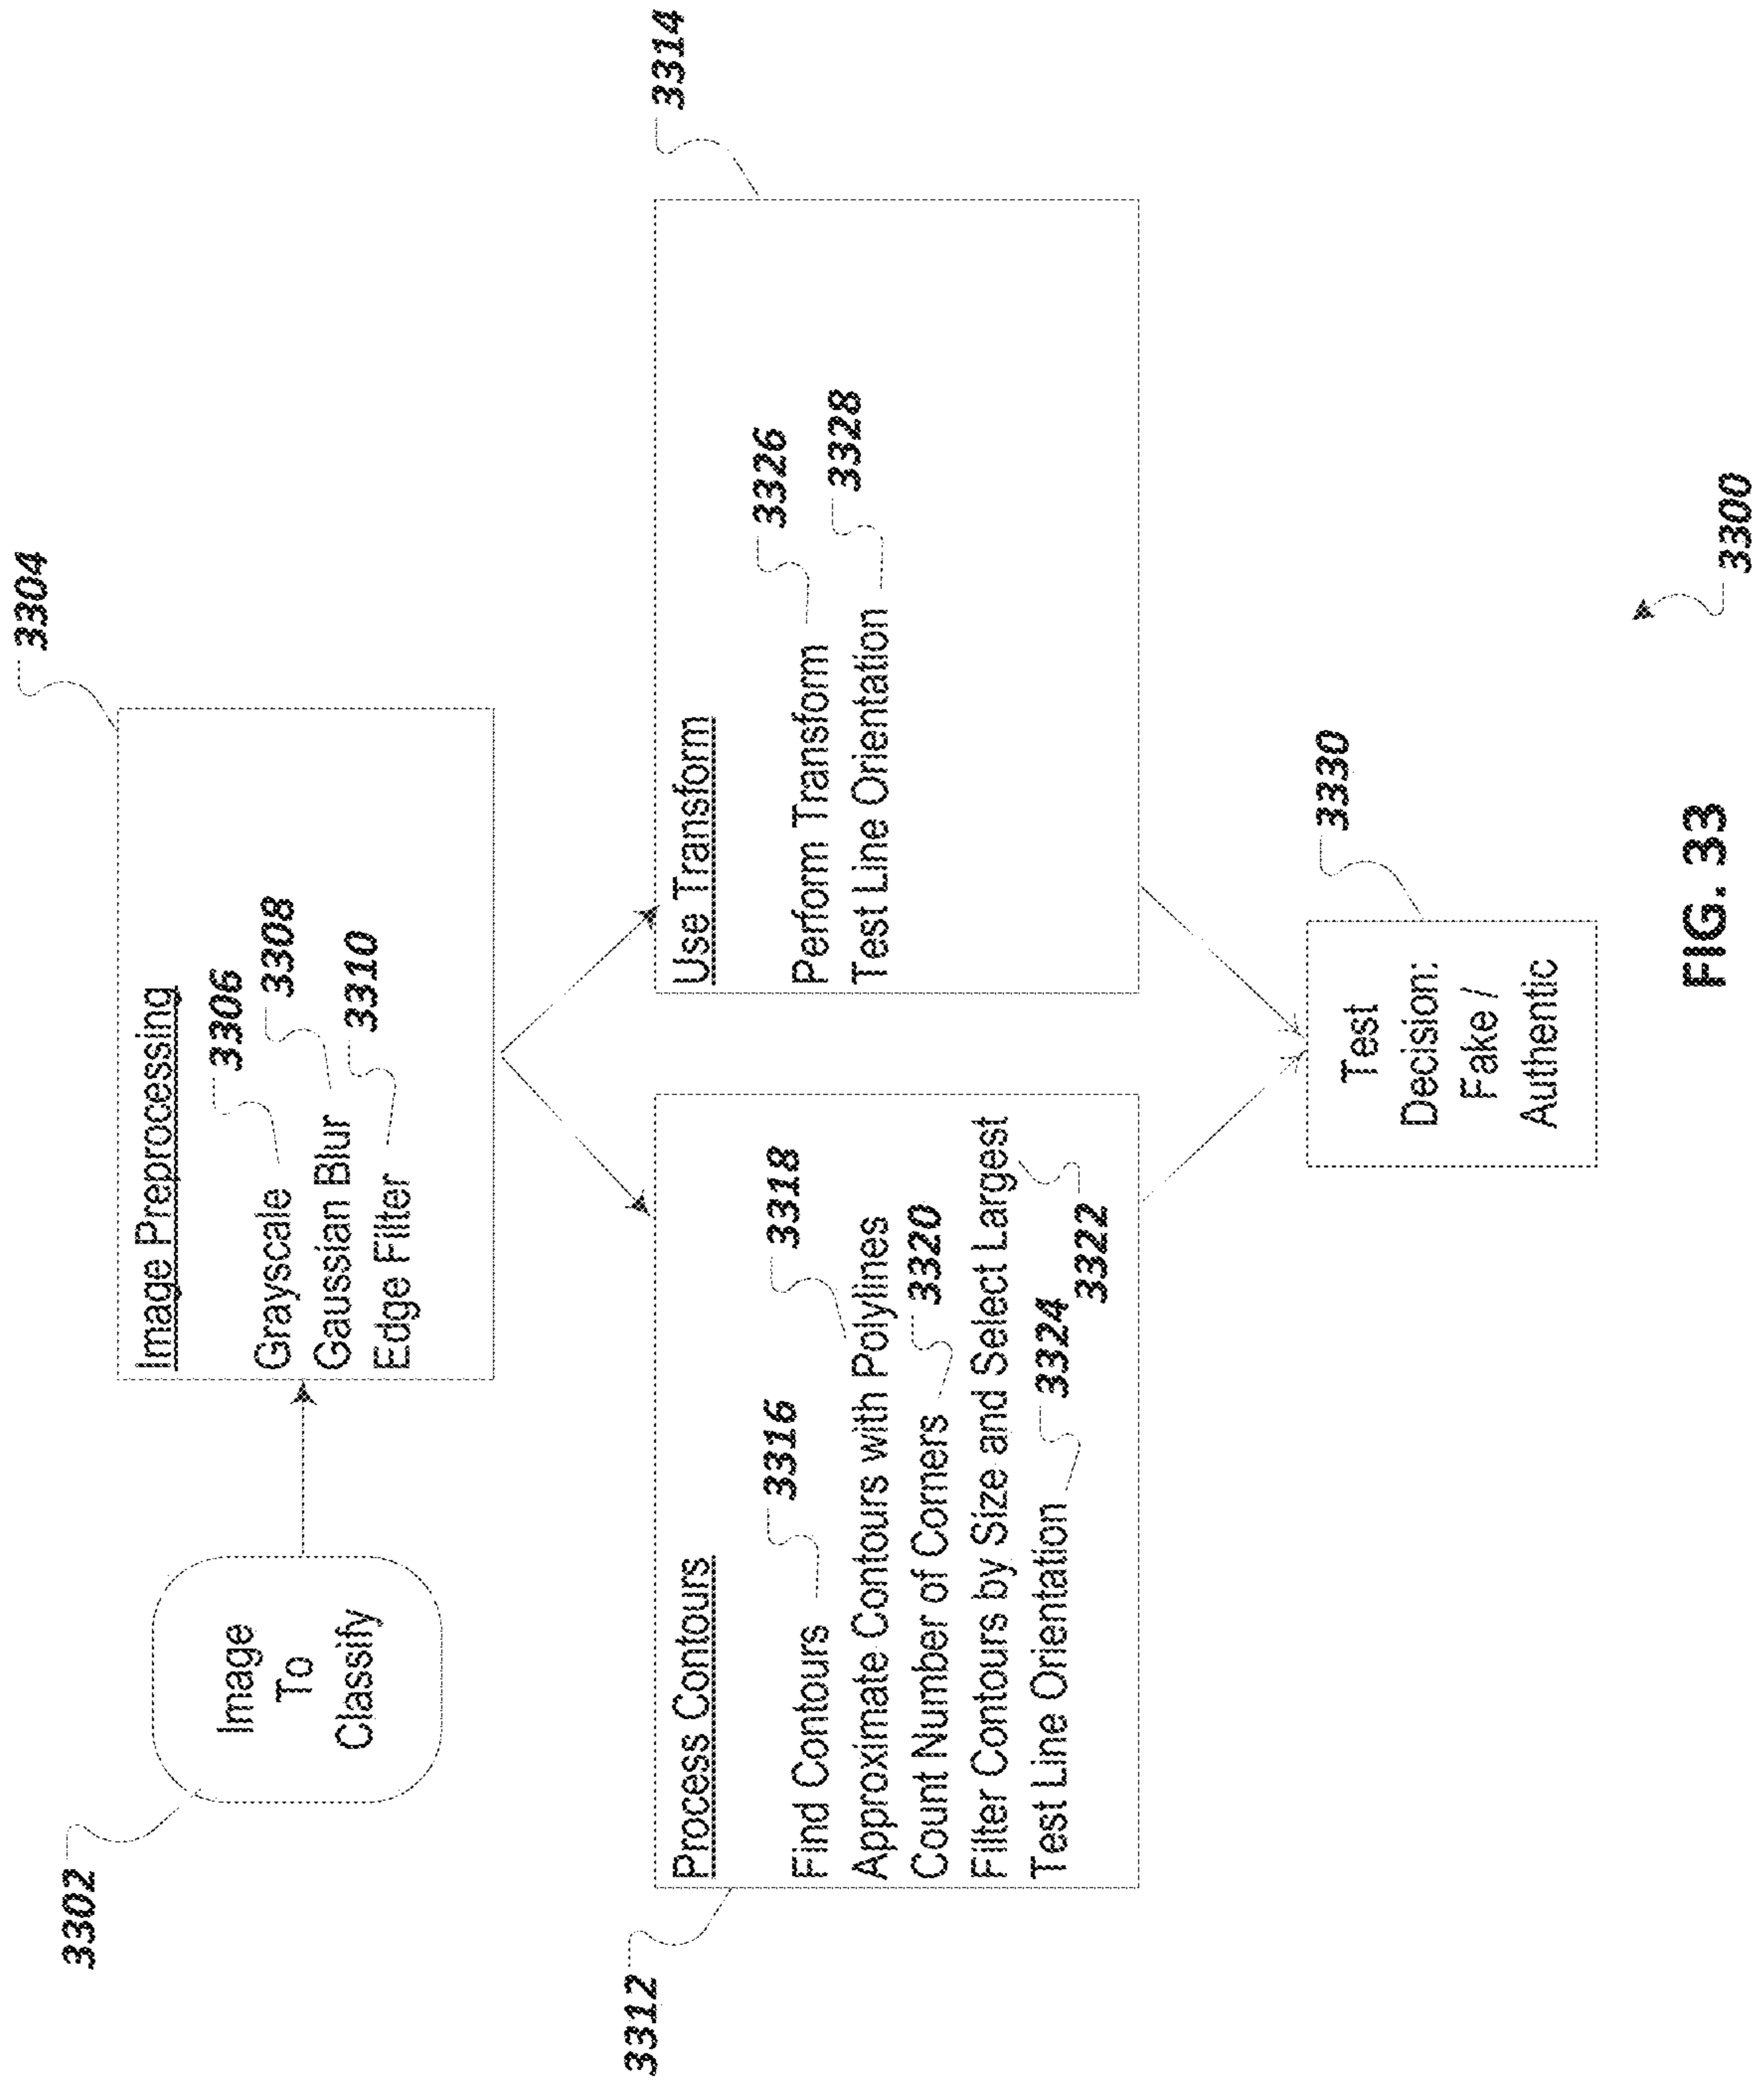 3304
Image Preprocessing
3306
Grayscale
3308
Gaussian Blur
3310
Edge Filter
3302
Image
To
Classify
3312
Process Contours
3316
Find Contours
3318
Approximate Contours with Polylines
Count Number of Corners
3320
Filter Contours by Size and Select Largest
Test Line Orientation
3324
3322
3314
Use Transform
3326
Perform Transform
3328
Test Line Orientation
3330
Test
Decision:
Fake /
Authentic
FIG. 33
3300